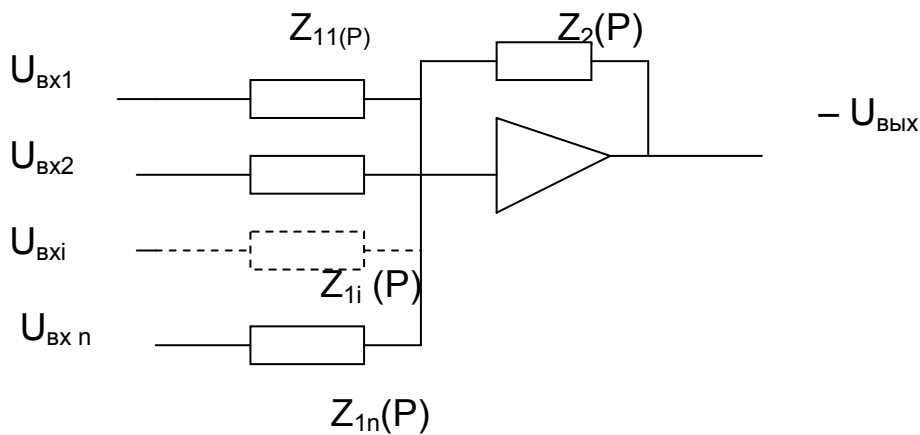 Z11(P)
Z2(P)
Uвх1
– Uвых
Uвх2
Uвхi
Z1i (P)
Uвх n
Z1n(P)